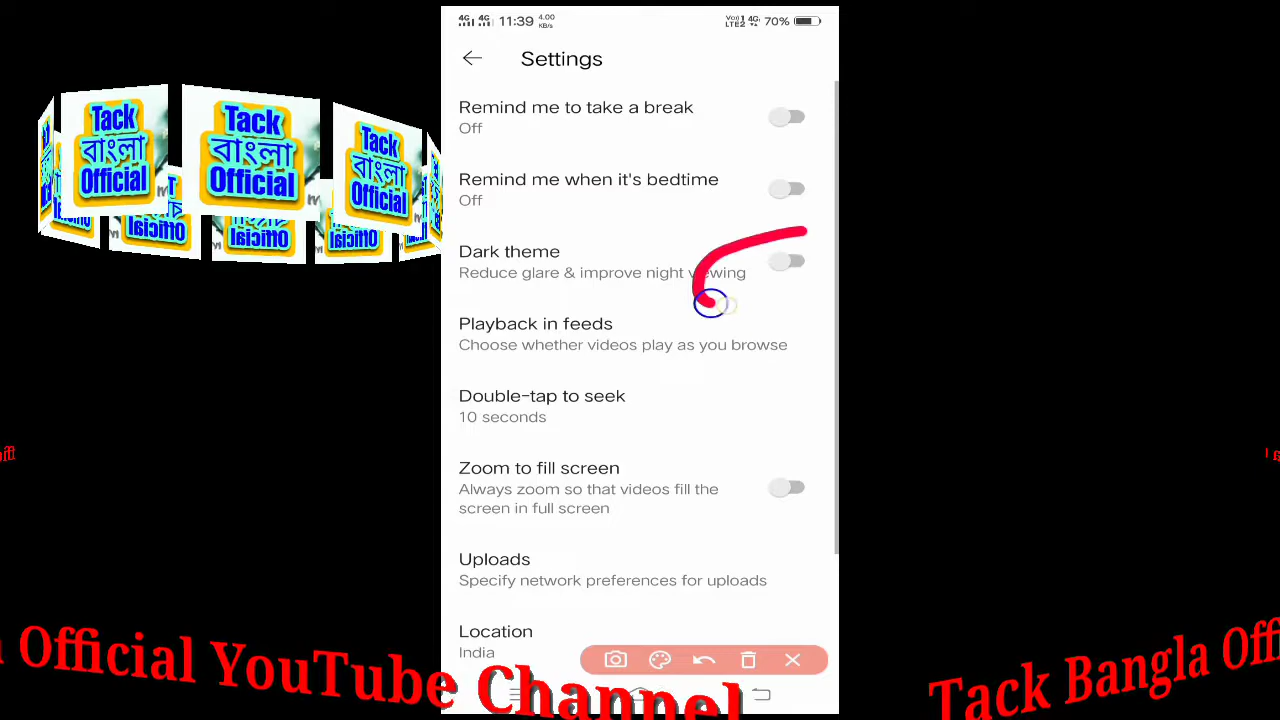 11:39
4.00
KB/s
Vo))1 4G
LTE2
70%
Settings
Remind me to take a break
Off
Remind me when it's bedtime
Off
Dark theme
Reduce glare & improve night viewing
Playback in feeds
Choose whether videos play as you browse
Double-tap to seek
10 seconds
Zoom to fill screen
Always zoom so that videos fill the
screen in full screen
Uploads
Specify network preferences for uploads
Location
India
Tack
বাংলা
Official
Tack
বাংলা
Official
Tack
বাংলা
Official
Official YouTube Channel
Tack Bangla Offi